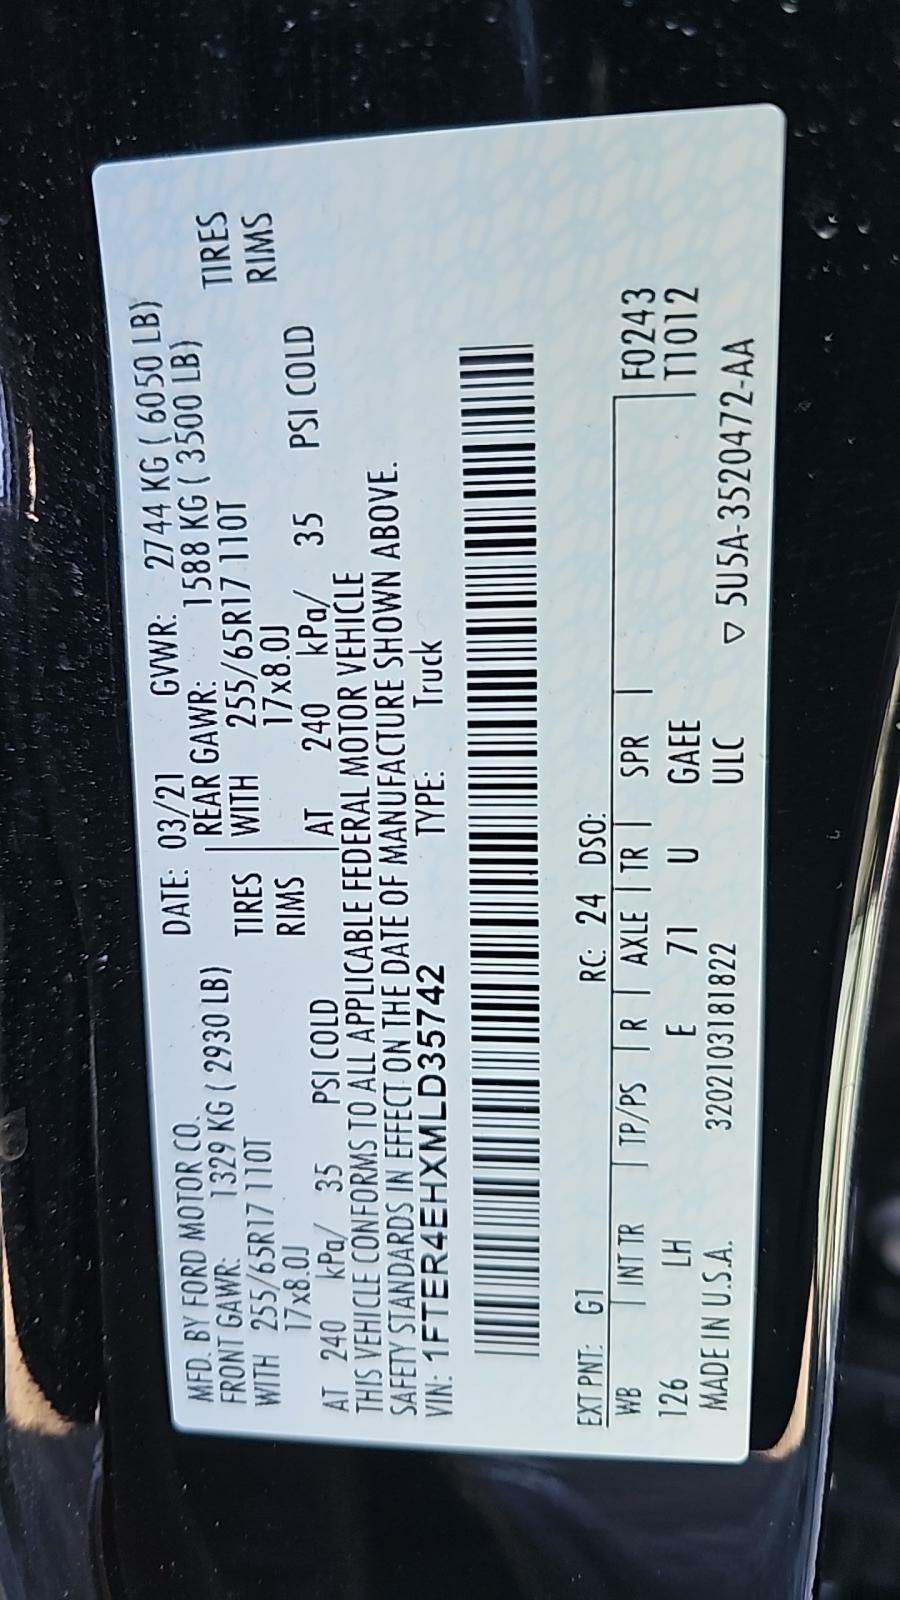 MFD. BY FORD MOTOR CO. DATE: 03/21 GVWR: 2744 KG ( 6050 LB)
FRONT GAWR: 1329 KG ( 2930 LB) REAR GAWR: 1588 KG ( 3500 LB)
WITH 255/65R17 110T TIRES WITH 255/65R17 110T TIRES
17x8.0J RIMS 17x8.0J RIMS
AT 240 kPa/ 35 PSI COLD AT 240 kPa/ 35 PSI COLD
THIS VEHICLE CONFORMS TO ALL APPLICABLE FEDERAL MOTOR VEHICLE
SAFETY STANDARDS IN EFFECT ON THE DATE OF MANUFACTURE SHOWN ABOVE.
VIN: 1FTER4EHXMLD35742 TYPE: Truck
EXT PNT: G1 RC: 24 DSO:
WB INT TR TP/PS R AXLE TR SPR F0243
126 LH E 71 U GAEE T1012
MADE IN U.S.A. 320210318182​2 ULC ▽ 5U5A-3520472-AA